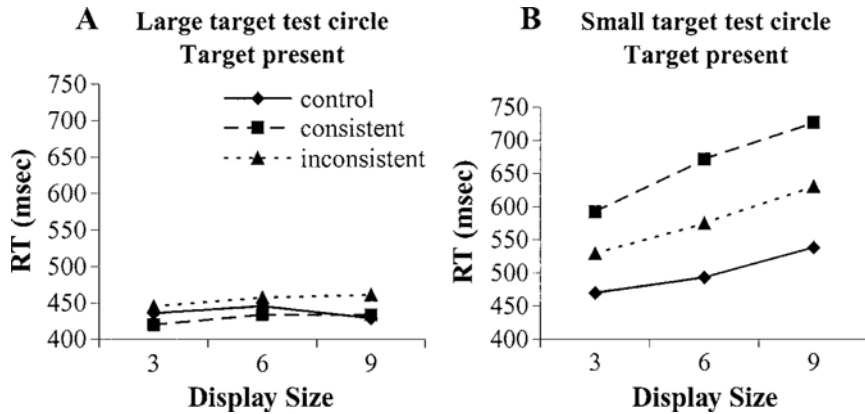 A Large target test circle
Target present
750
700
650
600
550
500
450
400
RT (msec)
control
consistent
inconsistent
3 6 9
Display Size
B Small target test circle
Target present
750
700
650
600
550
500
450
400
RT (msec)
3 6 9
Display Size